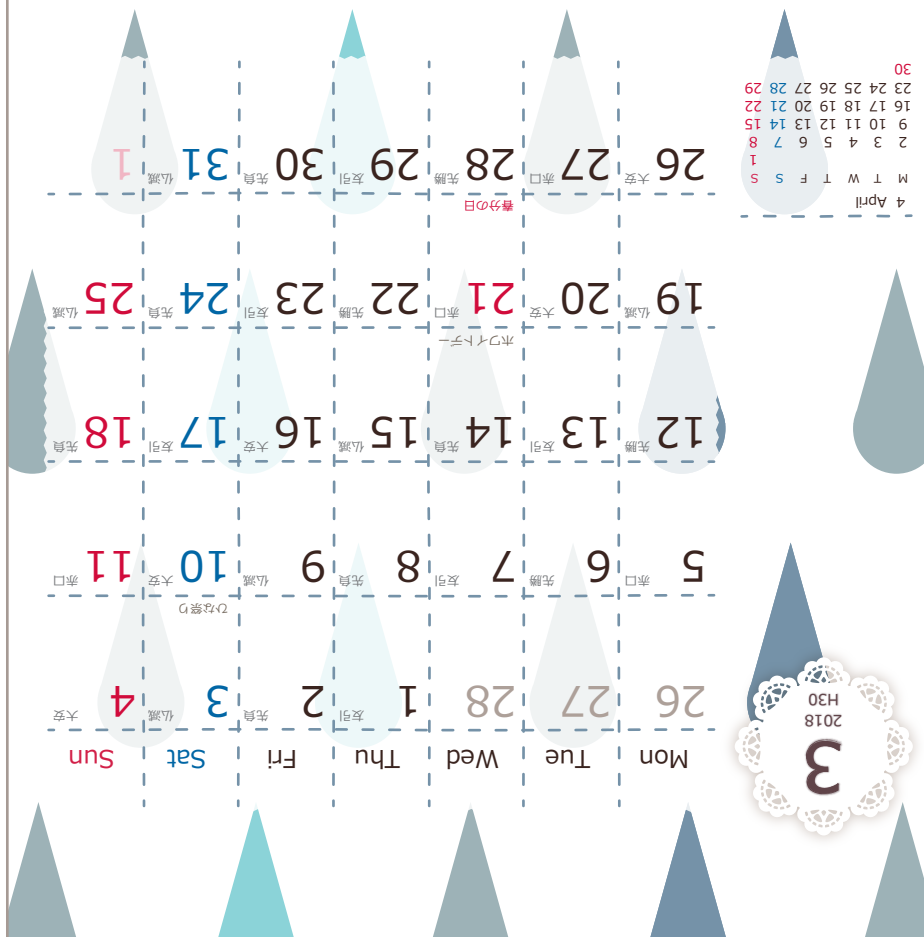 3
2018
H30
Mon Tue Wed Thu Fri Sat Sun
26 27 28 1 友引 2 先負 3 仏滅 4 大安
ひな祭り
5 赤口 6 先勝 7 友引 8 先負 9 仏滅 10 大安 11 赤口
12 先勝 13 友引 14 先負 15 仏滅 16 大安 17 友引 18 先負
ホワイトデー
19 仏滅 20 大安 21 赤口 22 先勝 23 友引 24 先負 25 仏滅
春分の日
26 大安 27 赤口 28 先勝 29 友引 30 先負 31 仏滅 1
4 April
M T W T F S S
1
2 3 4 5 6 7 8
9 10 11 12 13 14 15
16 17 18 19 20 21 22
23 24 25 26 27 28 29
30